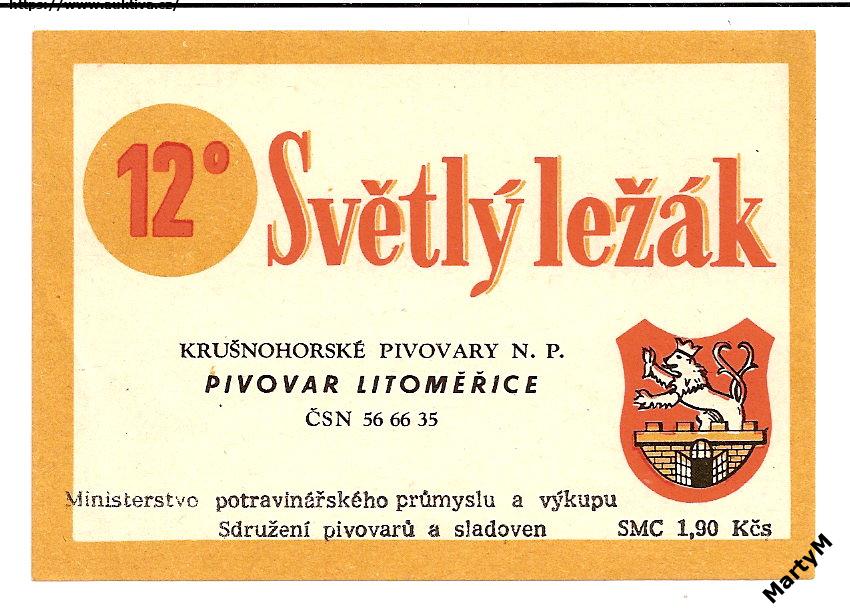 https://www.auktiva.cz/
12° Světlý ležák
KRUŠNOHORSKÉ PIVOVARY N. P.
PIVOVAR LITOMĚŘICE
ČSN 56 66 35
Ministerstvo potravinářského průmyslu a výkupu
Sdružení pivovarů a sladoven SMC 1,90 Kčs
MartyM